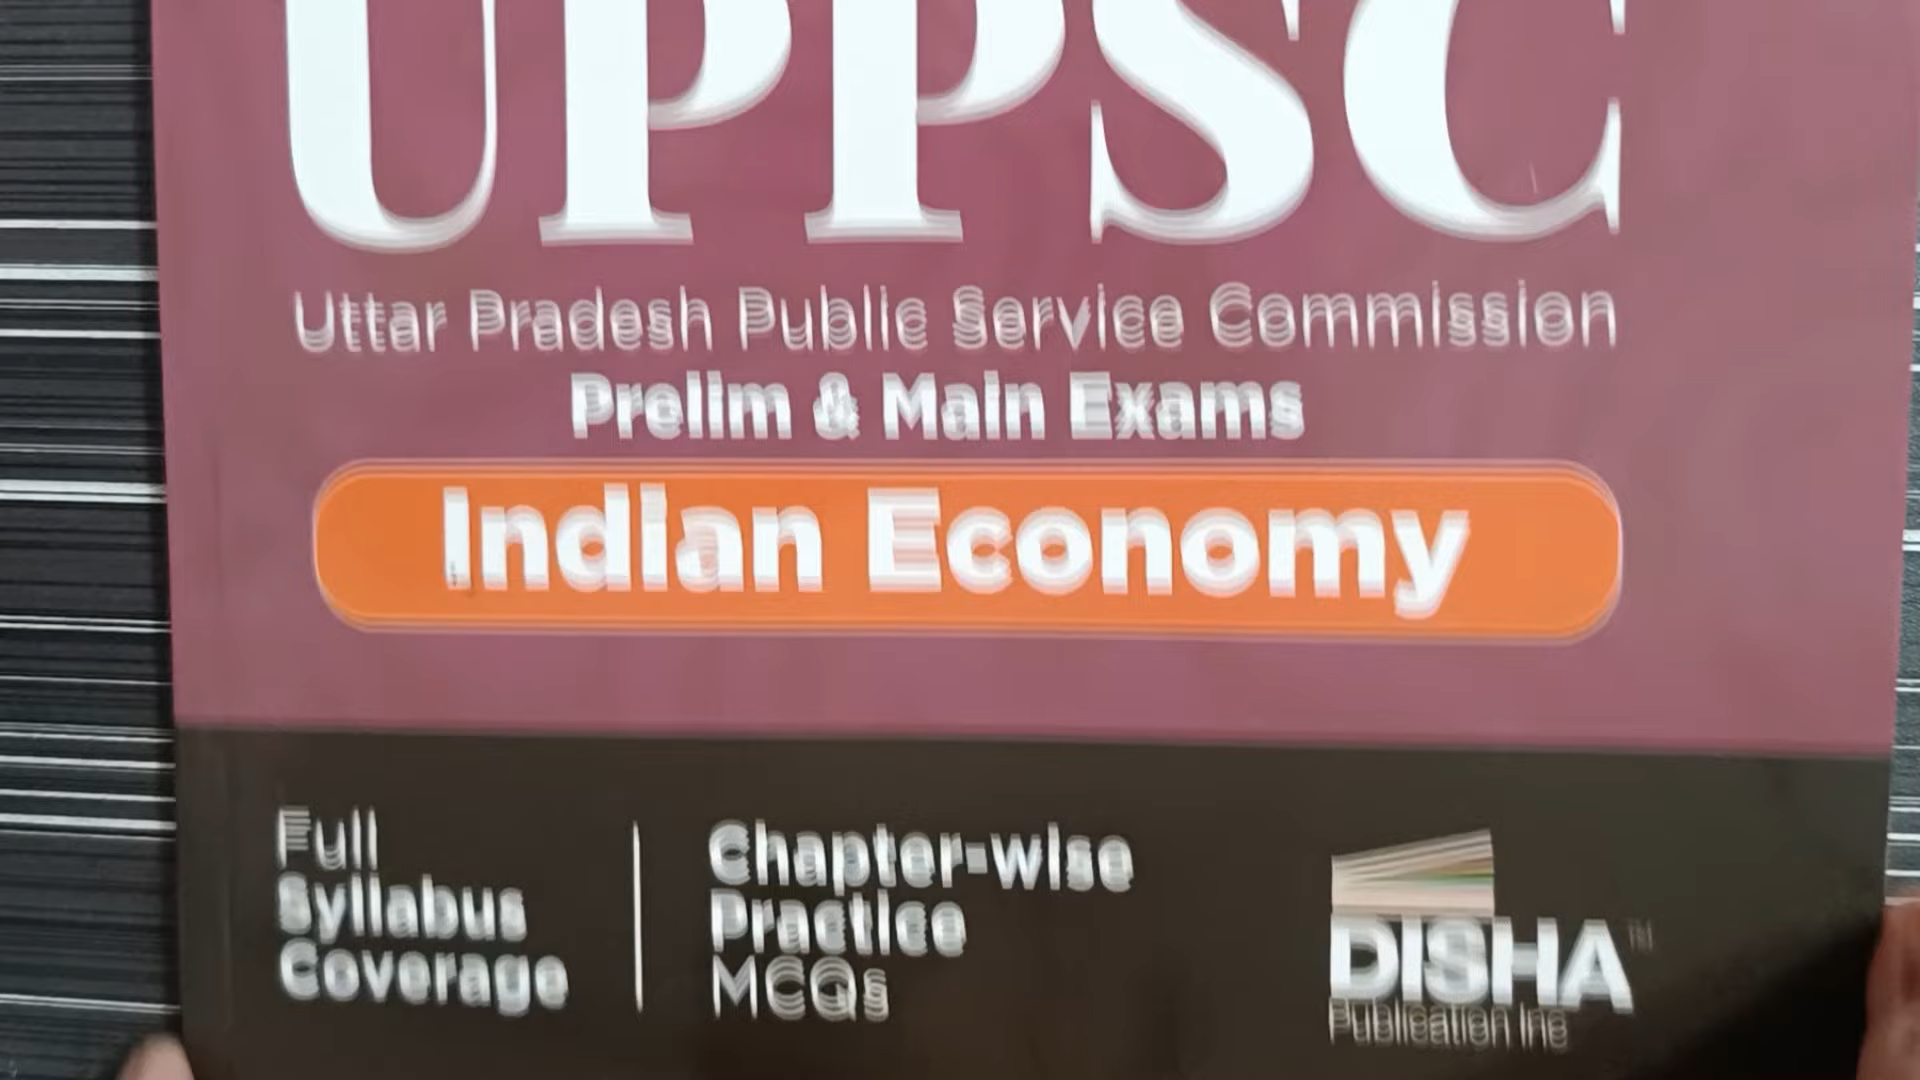 UPPSC
Uttar Pradesh Public Service Commission
Prelim & Main Exams
Indian Economy
Full
Syllabus
Coverage
Chapter-wise
Practice
MCQs
DISHA™
Publication Inc